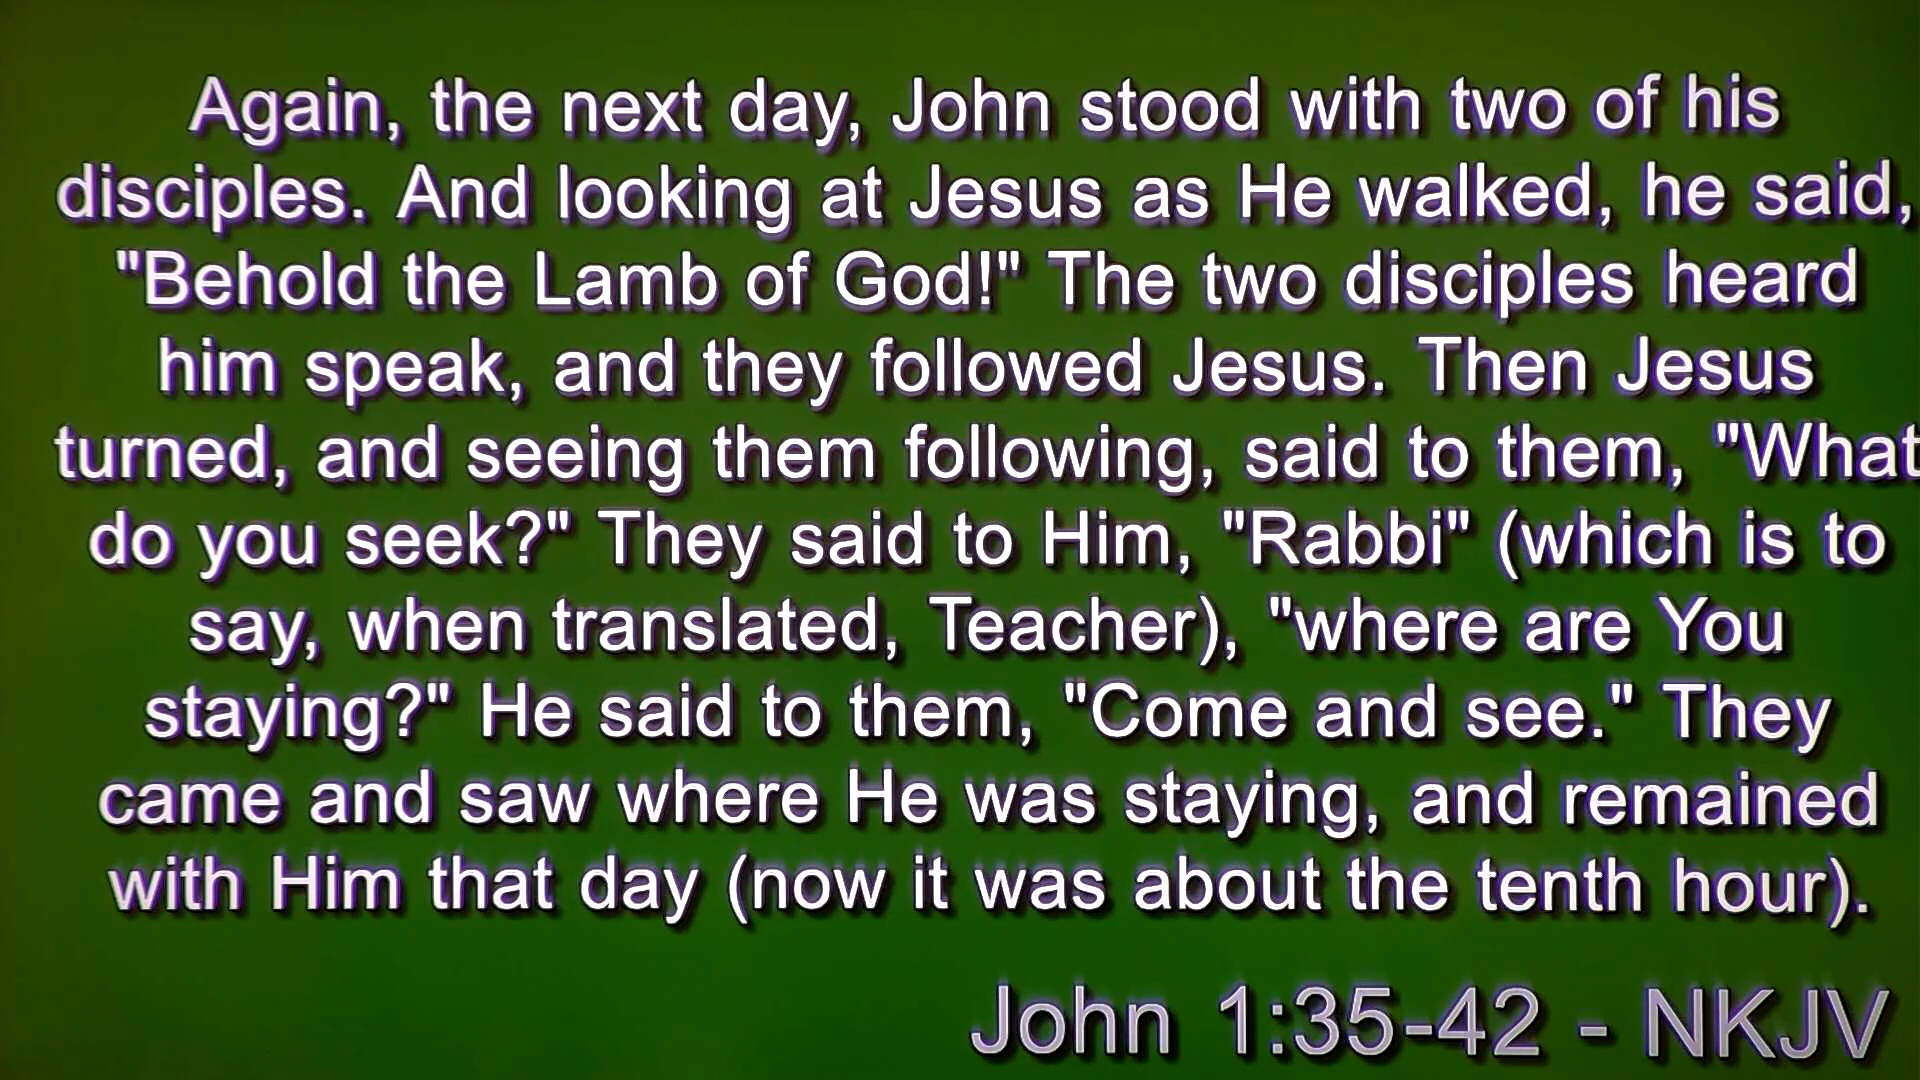 Again, the next day, John stood with two of his
disciples. And looking at Jesus as He walked, he said,
"Behold the Lamb of God!" The two disciples heard
him speak, and they followed Jesus. Then Jesus
turned, and seeing them following, said to them, "What
do you seek?" They said to Him, "Rabbi" (which is to
say, when translated, Teacher), "where are You
staying?" He said to them, "Come and see." They
came and saw where He was staying, and remained
with Him that day (now it was about the tenth hour).
John 1:35-42 - NKJV